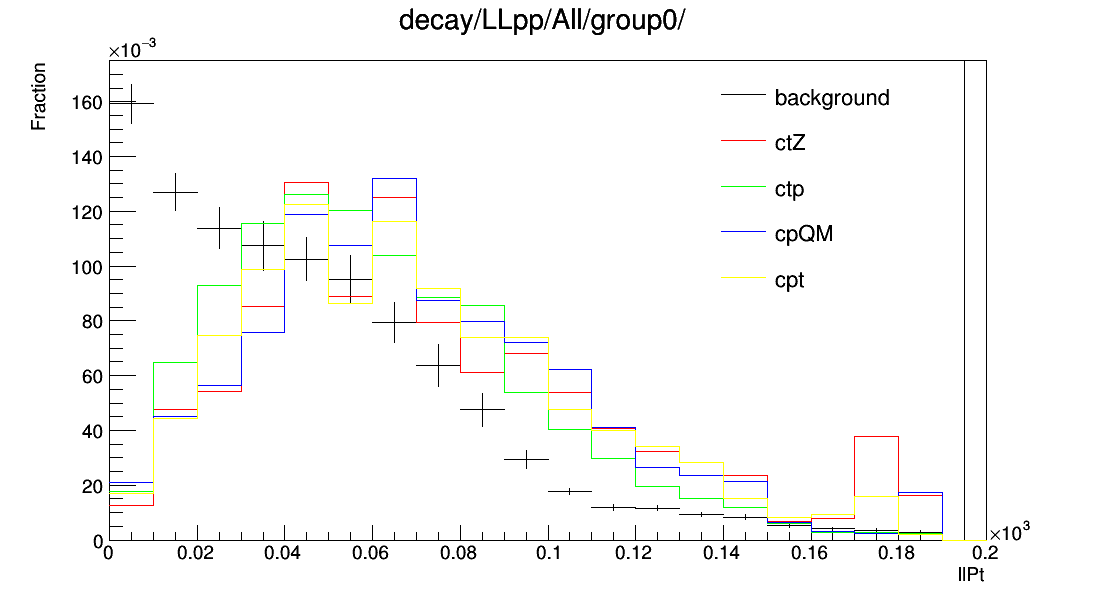 decay/LLpp/All/group0/
×10⁻³
Fraction
160
140
120
100
80
60
40
20
0
background
ctZ
ctp
cpQM
cpt
0 0.02 0.04 0.06 0.08 0.1 0.12 0.14 0.16 0.18 0.2
×10³
llPt